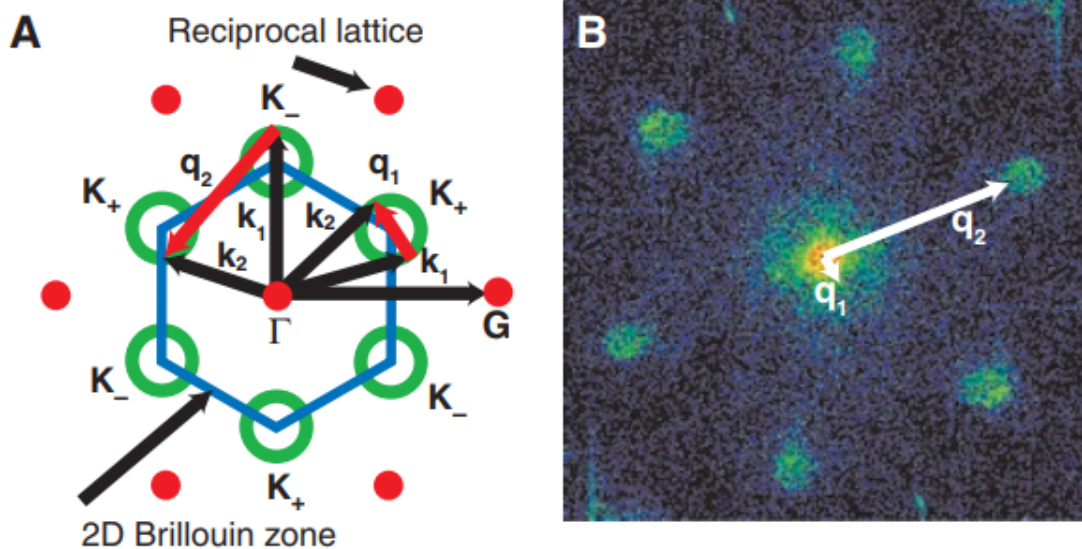 A
Reciprocal lattice
K_
q2
q1
K+
K+
k1
k2
k2
k1
Γ
G
K_
K_
K+
2D Brillouin zone
B
q2
q1